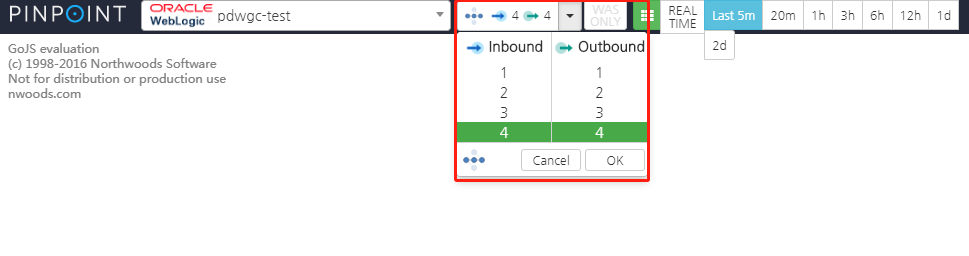 PINPOINT
ORACLE
WebLogic pdwgc-test
4 4
WAS
ONLY
REAL
TIME
Last 5m 20m 1h 3h 6h 12h 1d
2d
GoJS evaluation
(c) 1998-2016 Northwoods Software
Not for distribution or production use
nwoods.com
Inbound Outbound
1 1
2 2
3 3
4 4
Cancel OK